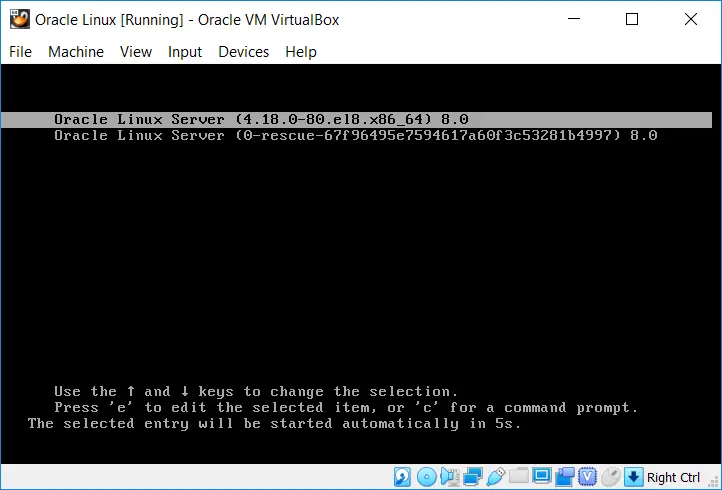 Oracle Linux [Running] - Oracle VM VirtualBox
File Machine View Input Devices Help
Oracle Linux Server (4.18.0-80.el8.x86_64) 8.0
Oracle Linux Server (0-rescue-67f96495e7594617a60f3c53281b4997) 8.0
Use the ↑ and ↓ keys to change the selection.
Press 'e' to edit the selected item, or 'c' for a command prompt.
The selected entry will be started automatically in 5s.
Right Ctrl